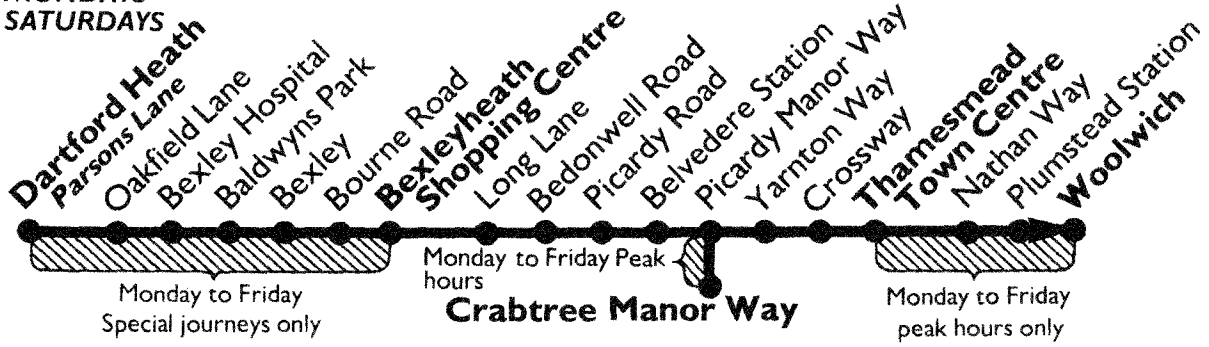 SATURDAYS
Dartford Heath
Parsons Lane
Oakfield Lane
Bexley Hospital
Baldwyns Park
Bexley
Bourne Road
Bexleyheath
Shopping Centre
Long Lane
Bedonwell Road
Picardy Road
Belvedere Station
Picardy Manor Way
Yarnton Way
Crossway
Thamesmead
Town Centre
Nathan Way
Plumstead Station
Woolwich
Monday to Friday
Special journeys only
Monday to Friday Peak
hours
Crabtree Manor Way
Monday to Friday
peak hours only